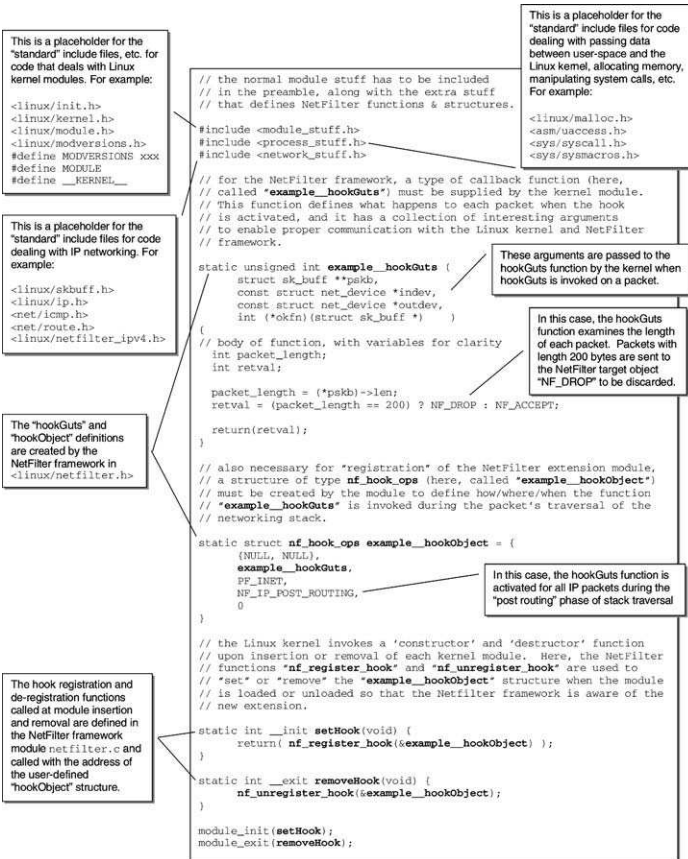 This is a placeholder for the
"standard" include files, etc. for
code that deals with Linux
kernel modules. For example:
<linux/init.h>
<linux/kernel.h>
<linux/module.h>
<linux/modversions.h>
#define MODVERSIONS xxx
#define MODULE
#define __KERNEL__
This is a placeholder for the
"standard" include files for code
dealing with passing data
between user-space and the
Linux kernel, allocating memory,
manipulating system calls, etc.
For example:
<linux/malloc.h>
<asm/uaccess.h>
<sys/syscall.h>
<sys/sysmacros.h>
This is a placeholder for the
"standard" include files for code
dealing with IP networking. For
example:
<linux/skbuff.h>
<linux/ip.h>
<net/icmp.h>
<net/route.h>
<linux/netfilter_ipv4.h>
// the normal module stuff has to be included
// in the preamble, along with the extra stuff
// that defines NetFilter functions & structures.
#include <module_stuff.h>
#include <process_stuff.h>
#include <network_stuff.h>
// for the NetFilter framework, a type of callback function (here,
// called "example__hookGuts") must be supplied by the kernel module.
// This function defines what happens to each packet when the hook
// is activated, and it has a collection of interesting arguments
// to enable proper communication with the Linux kernel and NetFilter
// framework.
static unsigned int example__hookGuts (
struct sk_buff **pskb,
const struct net_device *indev,
const struct net_device *outdev,
int (*okfn)(struct sk_buff *) )
{
// body of function, with variables for clarity
int packet_length;
int retval;
packet_length = (*pskb)->len;
retval = (packet_length == 200) ? NF_DROP : NF_ACCEPT;
return(retval);
}
These arguments are passed to the
hookGuts function by the kernel when
hookGuts is invoked on a packet.
In this case, the hookGuts
function examines the length
of each packet. Packets with
length 200 bytes are sent to
the NetFilter target object
"NF_DROP" to be discarded.
The "hookGuts" and
"hookObject" definitions
are created by the
NetFilter framework in
<linux/netfilter.h>
// also necessary for "registration" of the NetFilter extension module,
// a structure of type nf_hook_ops (here, called "example__hookObject")
// must be created by the module to define how/where/when the function
// "example__hookGuts" is invoked during the packet's traversal of the
// networking stack.
static struct nf_hook_ops example__hookObject = {
{NULL, NULL},
example__hookGuts,
PF_INET,
NF_IP_POST_ROUTING,
0
}
In this case, the hookGuts function is
activated for all IP packets during the
"post routing" phase of stack traversal
// the Linux kernel invokes a 'constructor' and 'destructor' function
// upon insertion or removal of each kernel module. Here, the NetFilter
// functions "nf_register_hook" and "nf_unregister_hook" are used to
// "set" or "remove" the "example__hookObject" structure when the module
// is loaded or unloaded so that the Netfilter framework is aware of the
// new extension.
static int __init setHook(void) {
return( nf_register_hook(&example__hookObject) );
}
static int __exit removeHook(void) {
nf_unregister_hook(&example__hookObject);
}
module_init(setHook);
module_exit(removeHook);
The hook registration and
de-registration functions
called at module insertion
and removal are defined in
the NetFilter framework
module netfilter.c and
called with the address of
the user-defined
"hookObject" structure.